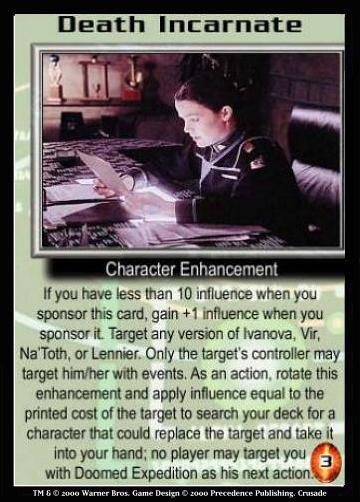 Death Incarnate
Character Enhancement
If you have less than 10 influence when you
sponsor this card, gain +1 influence when you
sponsor it. Target any version of Ivanova, Vir,
Na'Toth, or Lennier. Only the target's controller may
target him/her with events. As an action, rotate this
enhancement and apply influence equal to the
printed cost of the target to search your deck for a
character that could replace the target and take it
into your hand; no player may target you
with Doomed Expedition as his next action.
3
TM & © 2000 Warner Bros. Game Design © 2000 Precedence Publishing. Crusade